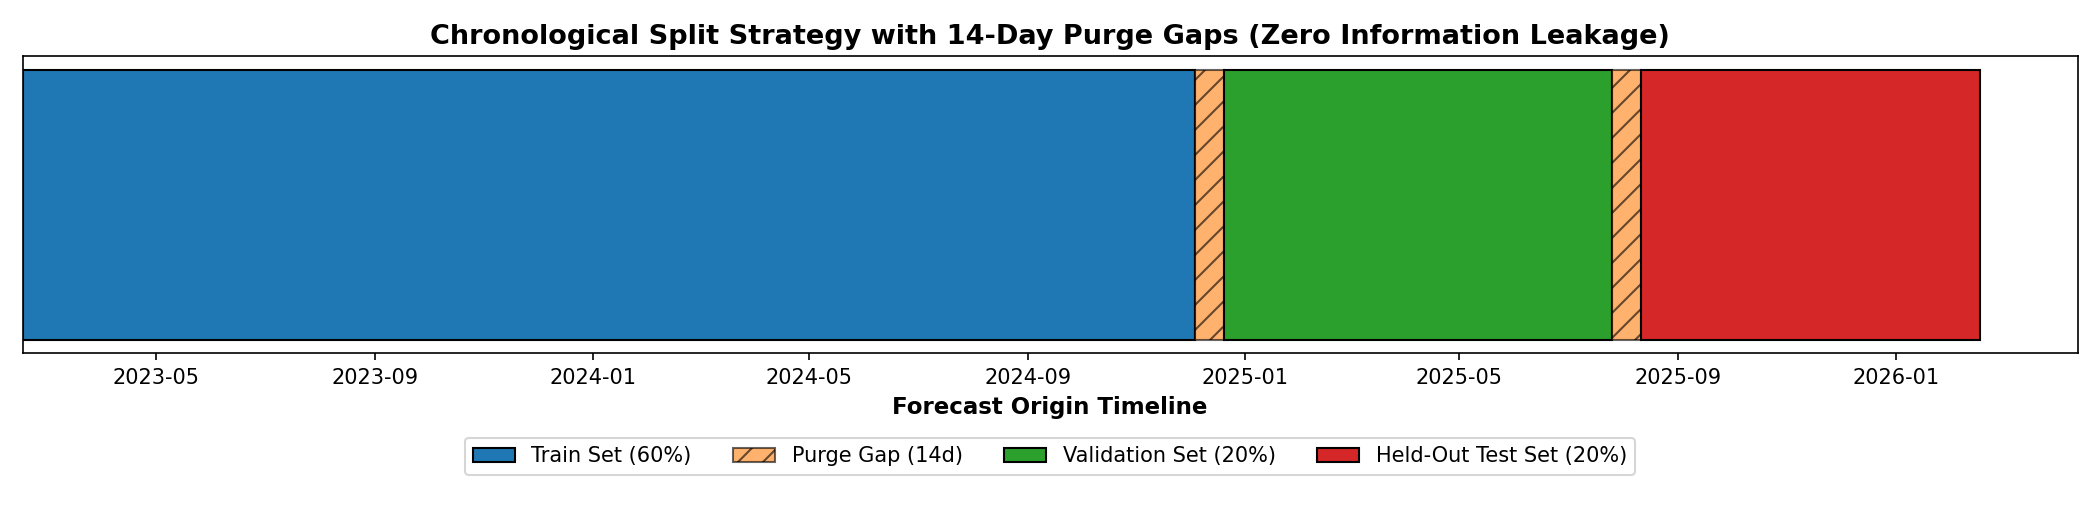 Chronological Split Strategy with 14-Day Purge Gaps (Zero Information Leakage)
2023-05 2023-09 2024-01 2024-05 2024-09 2025-01 2025-05 2025-09 2026-01
Forecast Origin Timeline
Train Set (60%) Purge Gap (14d) Validation Set (20%) Held-Out Test Set (20%)